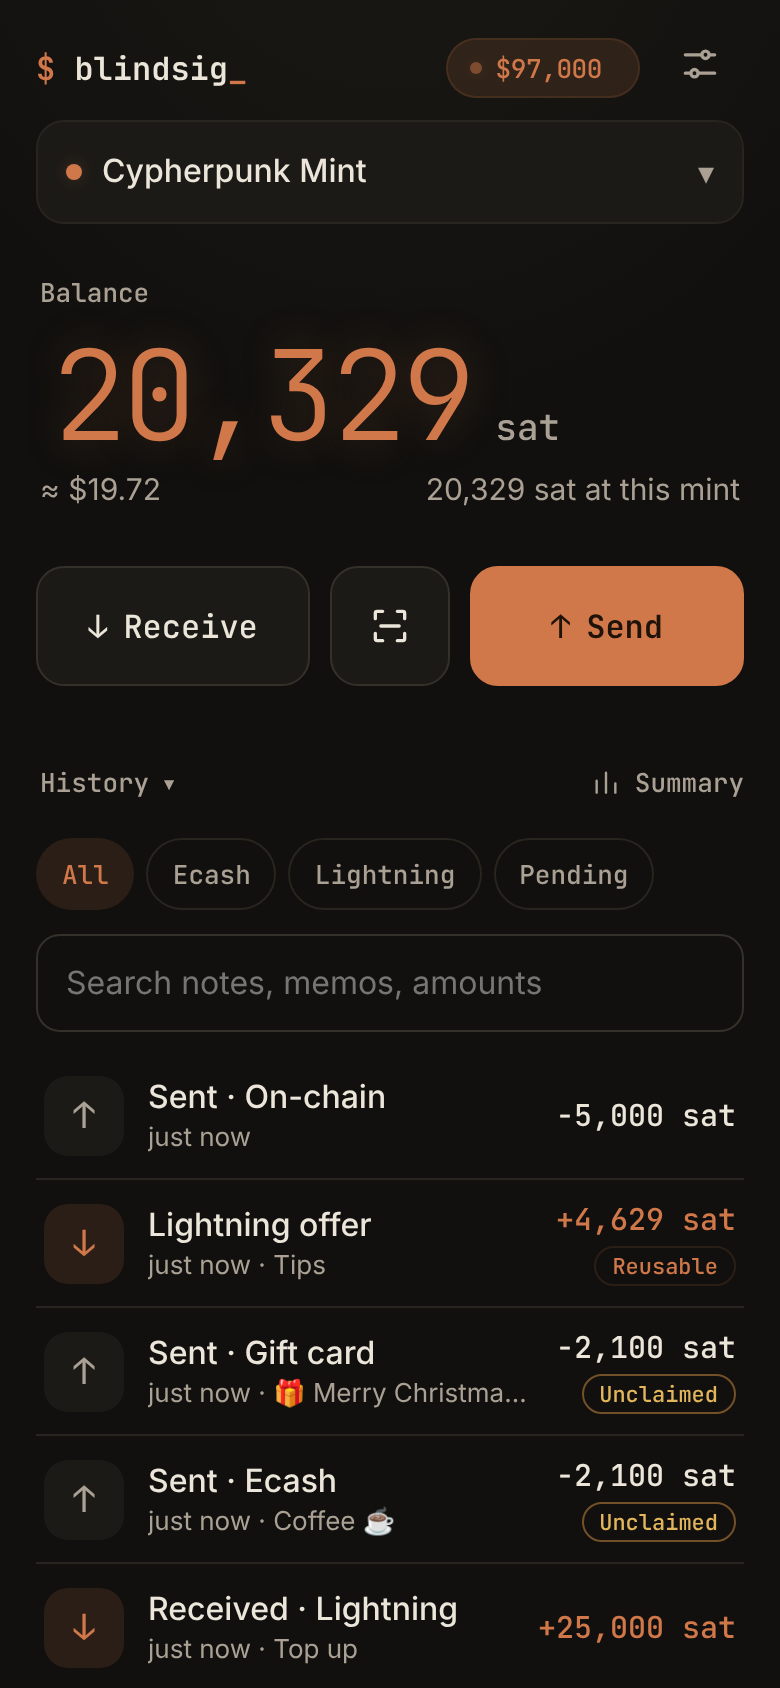 $ blindsig_
$97,000
Cypherpunk Mint ▼
Balance
20,329 sat
≈ $19.72
20,329 sat at this mint
↓ Receive
↑ Send
History ▾
Summary
All
Ecash
Lightning
Pending
Search notes, memos, amounts
Sent · On-chain
just now
-5,000 sat
Lightning offer
just now · Tips
+4,629 sat
Reusable
Sent · Gift card
just now · 🎁 Merry Christma...
-2,100 sat
Unclaimed
Sent · Ecash
just now · Coffee ☕
-2,100 sat
Unclaimed
Received · Lightning
just now · Top up
+25,000 sat